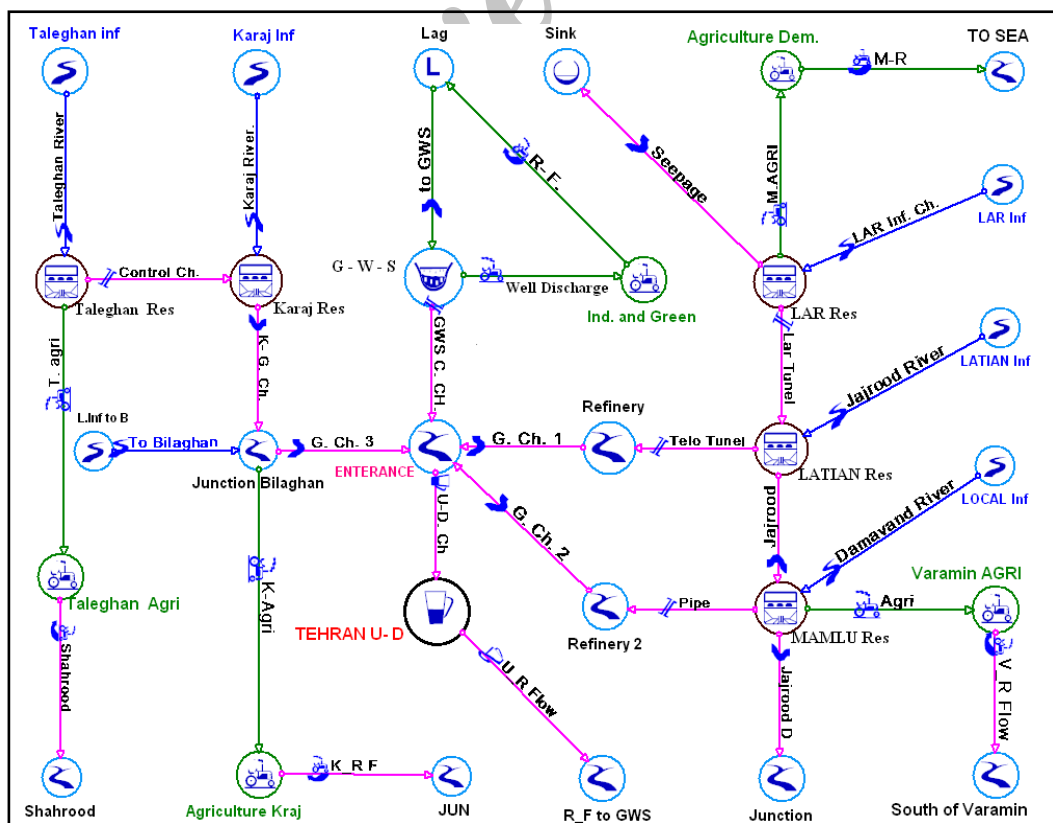 Taleghan inf
Karaj Inf
Lag
Sink
Agriculture Dem.
TO SEA
L
M-R
Taleghan River
Karaj River.
to GWS
R-F.
Seepage
M.AGRI
LAR Inf. Ch.
LAR Inf
Control Ch.
G-W-S
Well Discharge
Taleghan Res
Karaj Res
Ind. and Green
LAR Res
T. agri
K-G. Ch.
GWS C. CH.
Lar Tunel
Jajrood River
LATIAN Inf
L.Inf to B
Refinery
To Bilaghan
G. Ch. 3
G. Ch. 1
Telo Tunel
ENTERANCE
Junction Bilaghan
LATIAN Res
U-D. Ch
G. Ch. 2
Jajrood
Damavand River
LOCAL Inf
K-Agri
Varamin AGRI
Taleghan Agri
Pipe
Agri
TEHRAN U-D
Refinery 2
MAMLU Res
Shahrood
U_R Flow
Jajrood D
V_R Flow
K_R F
Shahrood
Agriculture Kraj
JUN
R_F to GWS
Junction
South of Varamin